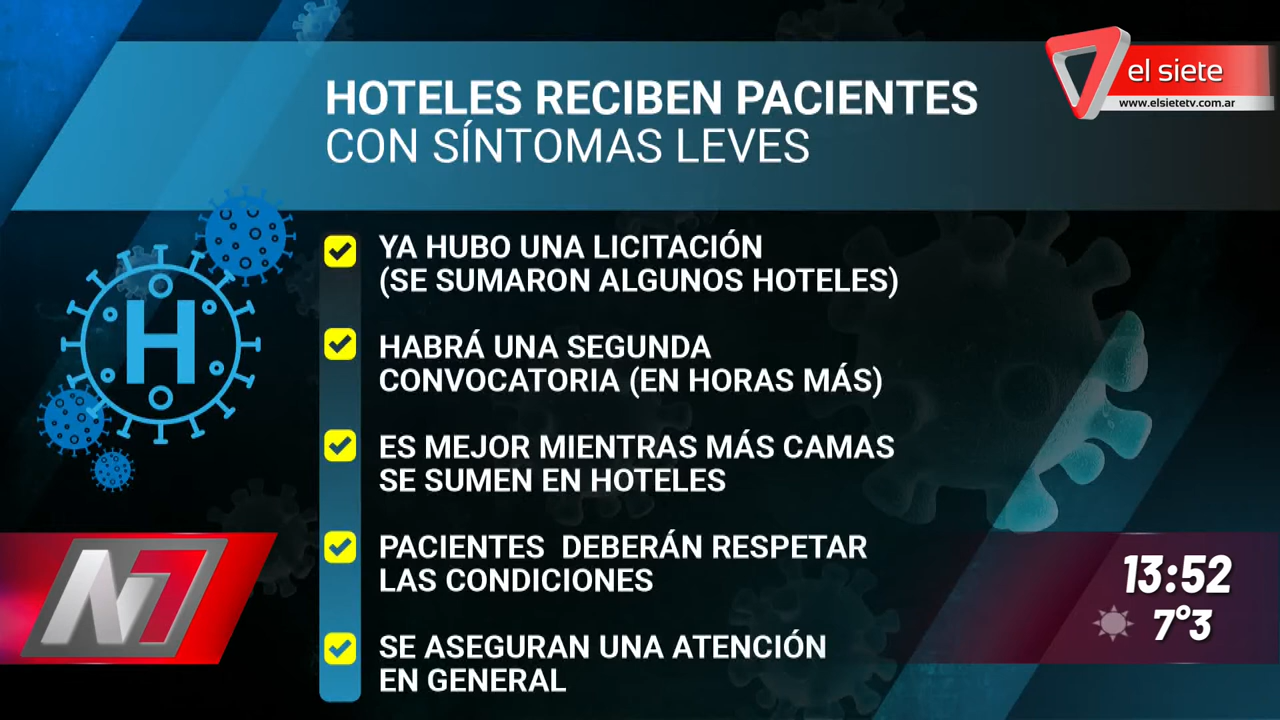 HOTELES RECIBEN PACIENTES
CON SÍNTOMAS LEVES
el siete
www.elsietetv.com.ar
H
YA HUBO UNA LICITACIÓN
(SE SUMARON ALGUNOS HOTELES)
HABRÁ UNA SEGUNDA
CONVOCATORIA (EN HORAS MÁS)
ES MEJOR MIENTRAS MÁS CAMAS
SE SUMEN EN HOTELES
PACIENTES  DEBERÁN RESPETAR
LAS CONDICIONES
SE ASEGURAN UNA ATENCIÓN
EN GENERAL
N7
13:52
7°3